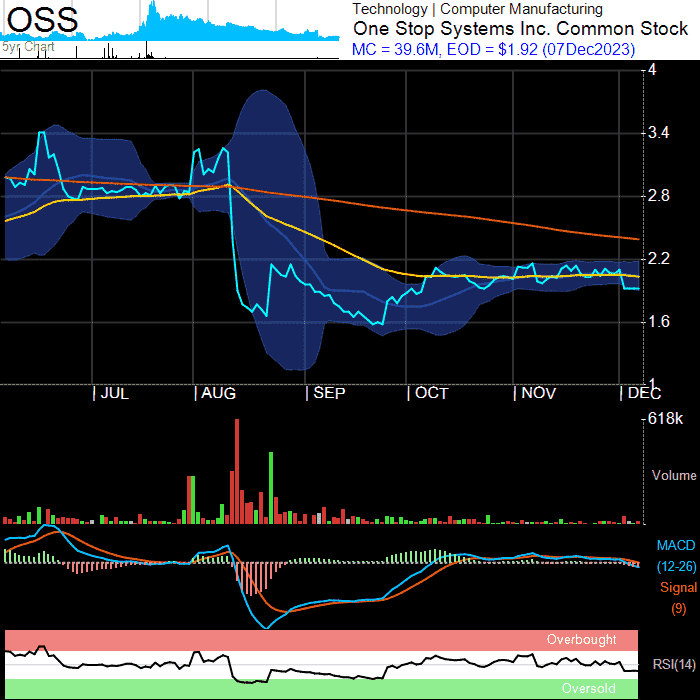 OSS
5yr Chart
Technology | Computer Manufacturing
One Stop Systems Inc. Common Stock
MC = 39.6M, EOD = $1.92 (07Dec2023)
4
3.4
2.8
2.2
1.6
1
JUL AUG SEP OCT NOV DEC
618k
Volume
MACD
(12-26)
Signal
(9)
Overbought
RSI(14)
Oversold